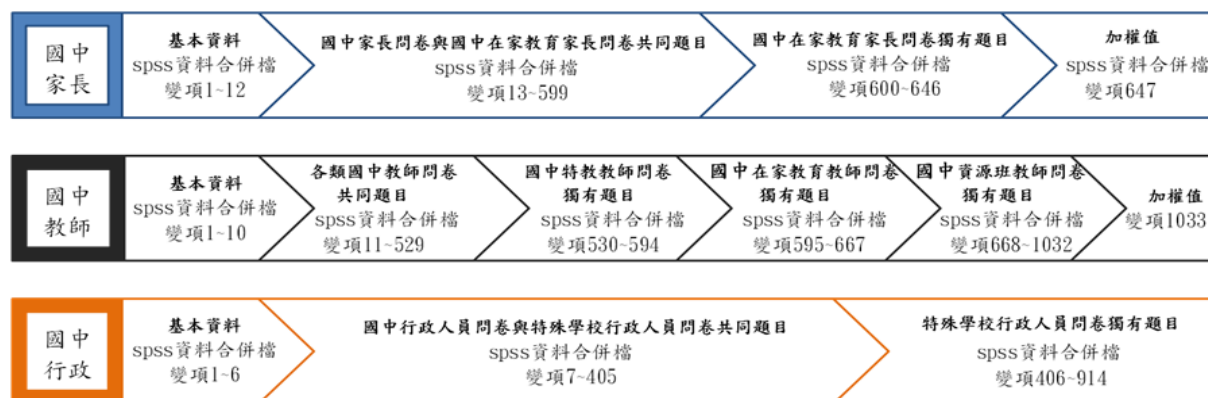 國中
家長
基本資料
spss資料合併檔
變項1~12
國中家長問卷與國中在家教育家長問卷共同題目
spss資料合併檔
變項13~599
國中在家教育家長問卷獨有題目
spss資料合併檔
變項600~646
加權值
spss資料合併檔
變項647
國中
教師
基本資料
spss資料合併檔
變項1~10
各類國中教師問卷
共同題目
spss資料合併檔
變項11~529
國中特教教師問卷
獨有題目
spss資料合併檔
變項530~594
國中在家教育教師問卷
獨有題目
spss資料合併檔
變項595~667
國中資源班教師問卷
獨有題目
spss資料合併檔
變項668~1032
加權值
變項1033
國中
行政
基本資料
spss資料合併檔
變項1~6
國中行政人員問卷與特殊學校行政人員問卷共同題目
spss資料合併檔
變項7~405
特殊學校行政人員問卷獨有題目
spss資料合併檔
變項406~914